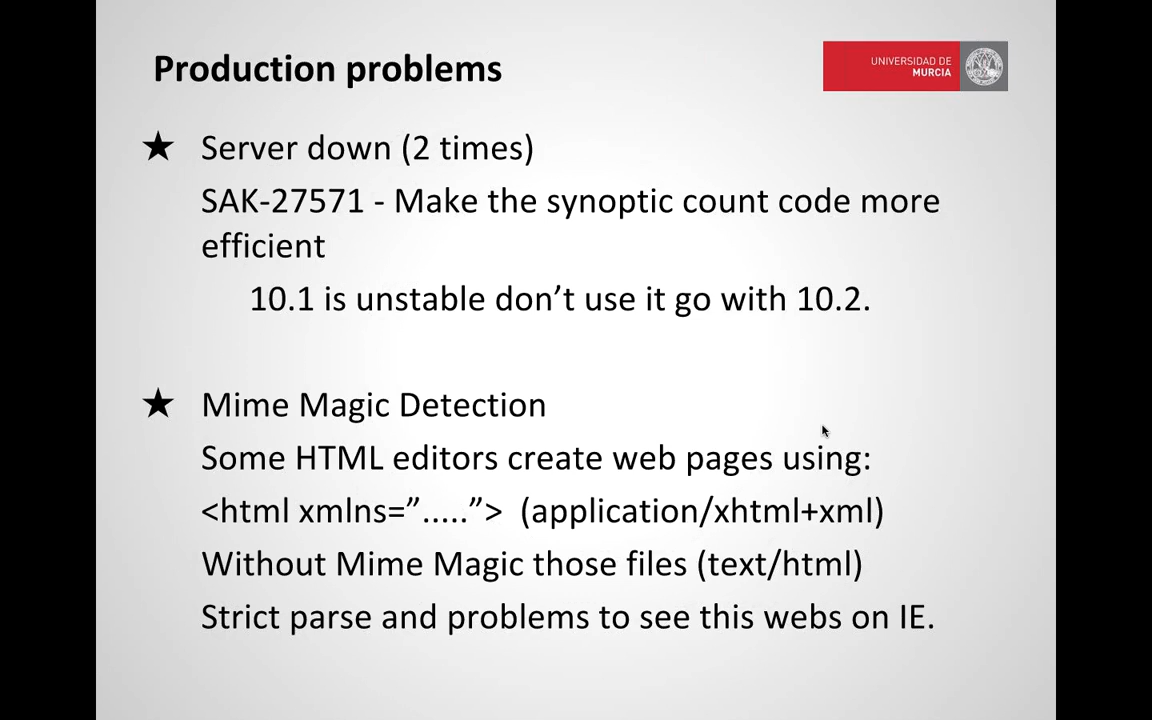 Production problems
UNIVERSIDAD DE
MURCIA
★ Server down (2 times)
SAK-27571 - Make the synoptic count code more
efficient
10.1 is unstable don’t use it go with 10.2.
★ Mime Magic Detection
Some HTML editors create web pages using:
<html xmlns=”.....”> (application/xhtml+xml)
Without Mime Magic those files (text/html)
Strict parse and problems to see this webs on IE.